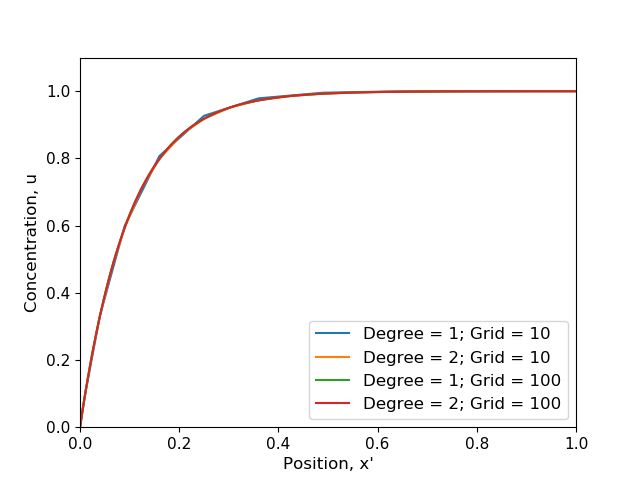 1.0
0.8
0.6
0.4
0.2
0.0
Concentration, u
0.0 0.2 0.4 0.6 0.8 1.0
Position, x'
Degree = 1; Grid = 10
Degree = 2; Grid = 10
Degree = 1; Grid = 100
Degree = 2; Grid = 100